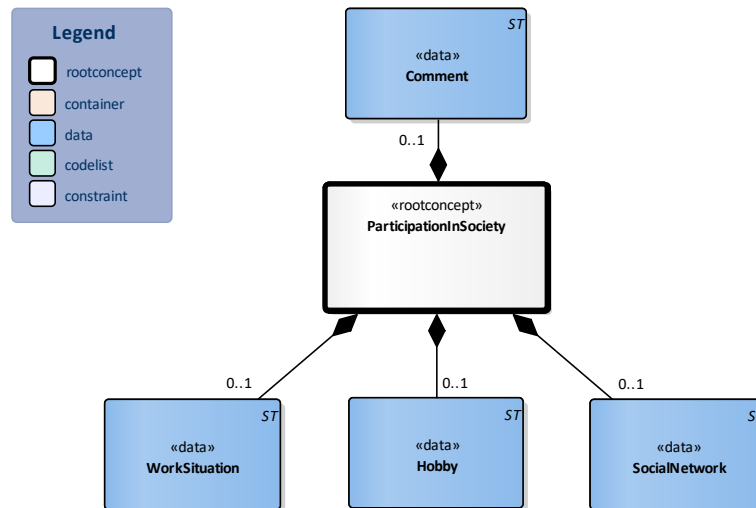 Legend
rootconcept
container
data
codelist
constraint
ST
«data»
Comment
0..1
«rootconcept»
ParticipationInSociety
0..1
0..1
0..1
ST
«data»
WorkSituation
ST
«data»
Hobby
ST
«data»
SocialNetwork